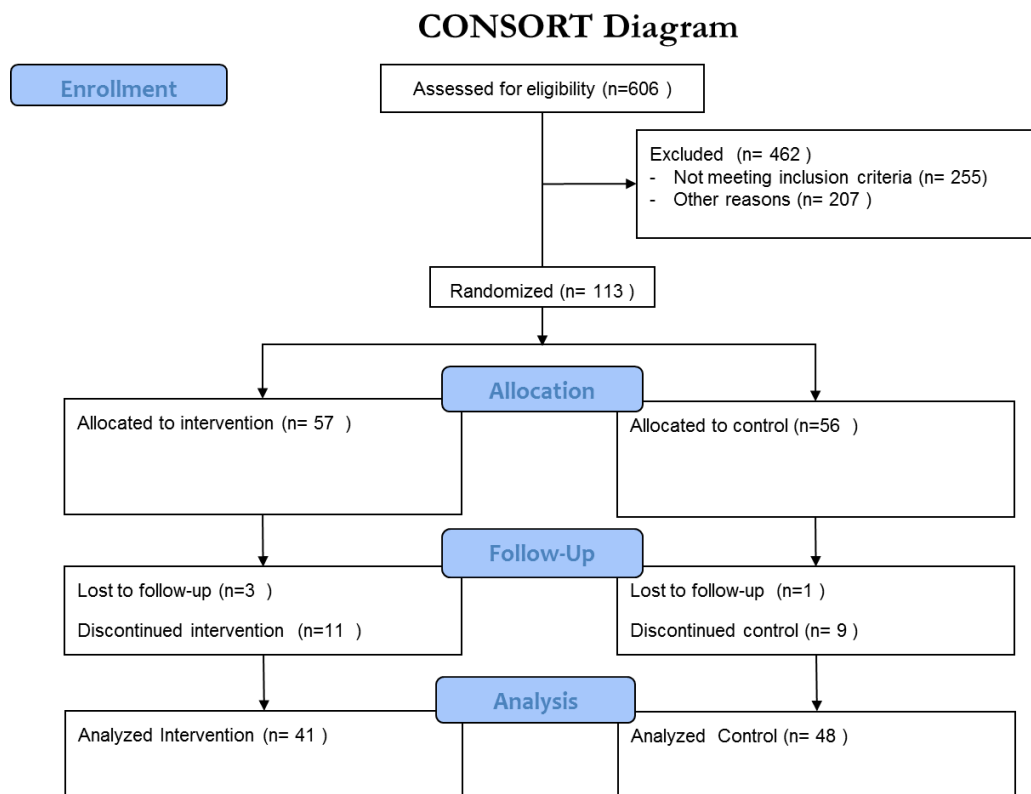 CONSORT Diagram
Enrollment
Assessed for eligibility (n=606 )
Excluded (n= 462 )
- Not meeting inclusion criteria (n= 255)
- Other reasons (n= 207 )
Randomized (n= 113 )
Allocation
Allocated to intervention (n= 57 )
Allocated to control (n=56 )
Follow-Up
Lost to follow-up (n=3 )
Discontinued intervention (n=11 )
Lost to follow-up (n=1 )
Discontinued control (n= 9 )
Analysis
Analyzed Intervention (n= 41 )
Analyzed Control (n= 48 )